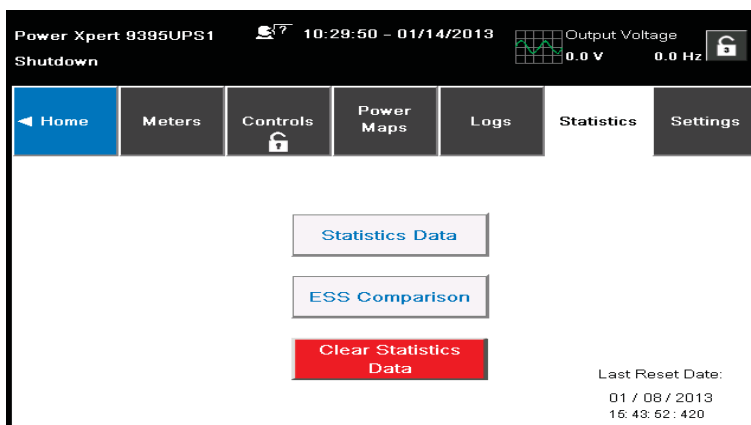 Power Xpert 9395UPS1
? 10:29:50 - 01/14/2013
Output Voltage
Shutdown
0.0 V 0.0 Hz
Home
Meters
Controls
Power
Maps
Logs
Statistics
Settings
Statistics Data
ESS Comparison
Clear Statistics
Data
Last Reset Date:
01 / 08 / 2013
15: 43: 52 : 420